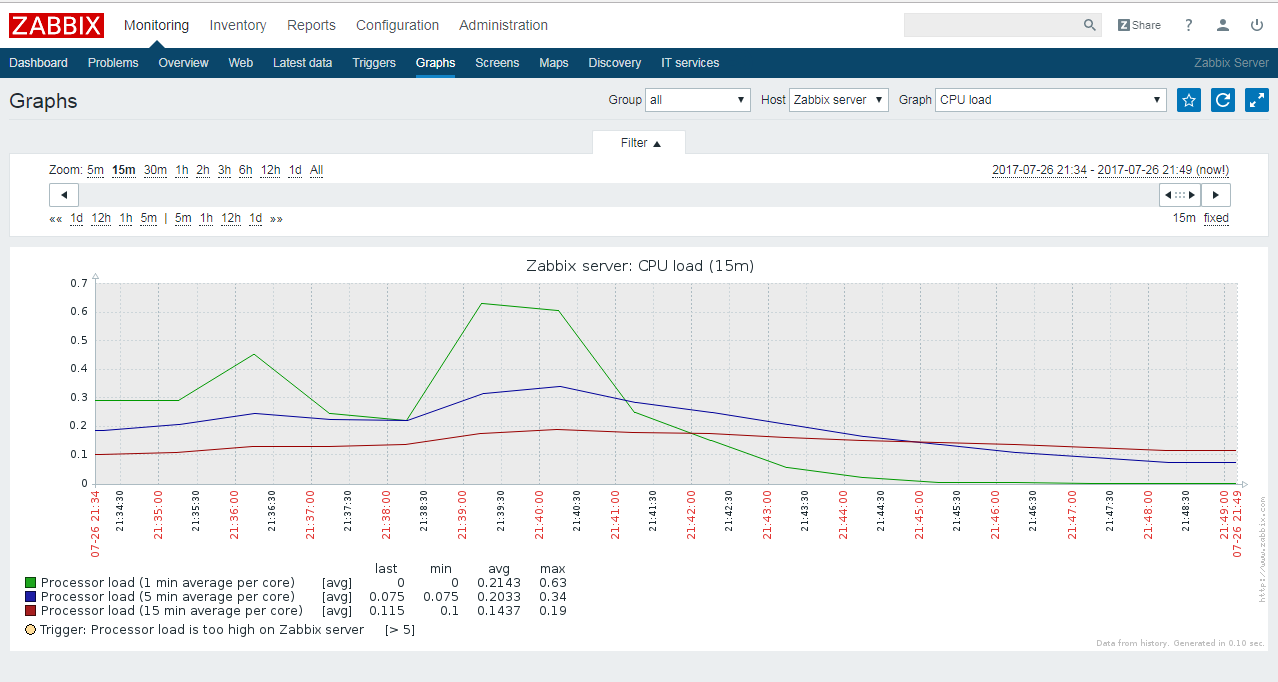 ZABBIX Monitoring Inventory Reports Configuration Administration Z Share ?
Dashboard Problems Overview Web Latest data Triggers Graphs Screens Maps Discovery IT services Zabbix Server
Graphs Group all Host Zabbix server Graph CPU load
Filter
Zoom: 5m 15m 30m 1h 2h 3h 6h 12h 1d All 2017-07-26 21:34 - 2017-07-26 21:49 (now!)
«« 1d 12h 1h 5m | 5m 1h 12h 1d »» 15m fixed
Zabbix server: CPU load (15m)
0.7
0.6
0.5
0.4
0.3
0.2
0.1
0
07-26 21:34 21:34:30 21:35:00 21:35:30 21:36:00 21:36:30 21:37:00 21:37:30 21:38:00 21:38:30 21:39:00 21:39:30 21:40:00 21:40:30 21:41:00 21:41:30 21:42:00 21:42:30 21:43:00 21:43:30 21:44:00 21:44:30 21:45:00 21:45:30 21:46:00 21:46:30 21:47:00 21:47:30 21:48:00 21:48:30 21:49:00 07-26 21:49
http://www.zabbix.com
last min avg max
Processor load (1 min average per core) [avg] 0 0 0.2143 0.63
Processor load (5 min average per core) [avg] 0.075 0.075 0.2033 0.34
Processor load (15 min average per core) [avg] 0.115 0.1 0.1437 0.19
Trigger: Processor load is too high on Zabbix server [> 5]
Data from history. Generated in 0.10 sec.